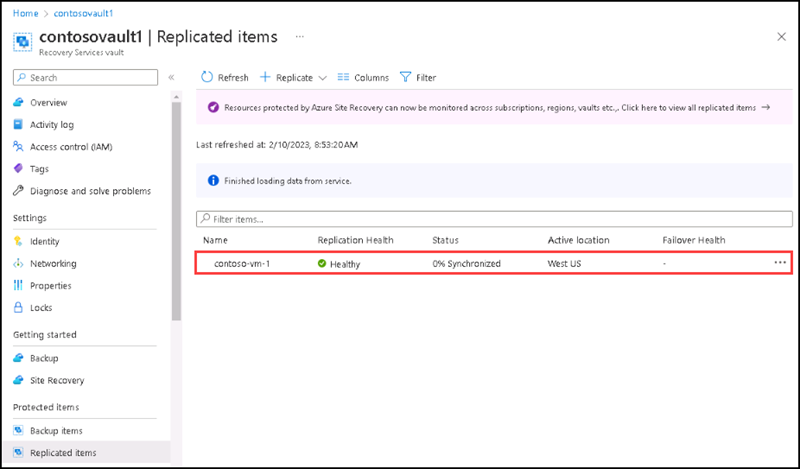 Home > contosovault1
contosovault1 | Replicated items ...
Recovery Services vault
Search
Overview
Activity log
Access control (IAM)
Tags
Diagnose and solve problems
Settings
Identity
Networking
Properties
Locks
Getting started
Backup
Site Recovery
Protected items
Backup items
Replicated items
Refresh Replicate Columns Filter
Resources protected by Azure Site Recovery can now be monitored across subscriptions, regions, vaults etc.,. Click here to view all replicated items →
Last refreshed at: 2/10/2023, 8:53:20 AM
Finished loading data from service.
Filter items...
Name Replication Health Status Active location Failover Health
contoso-vm-1 Healthy 0% Synchronized West US - ...